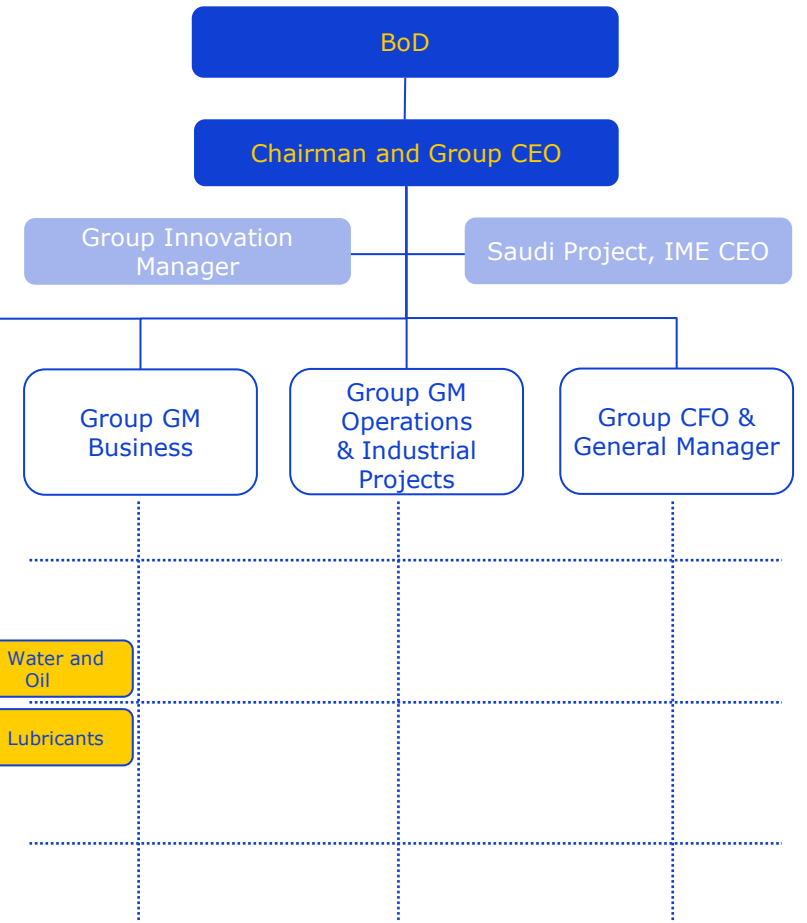 BoD
Chairman and Group CEO
Group Innovation
Manager
Saudi Project, IME CEO
Group GM
Business
Group GM
Operations
& Industrial
Projects
Group CFO &
General Manager
Water and
Oil
Lubricants